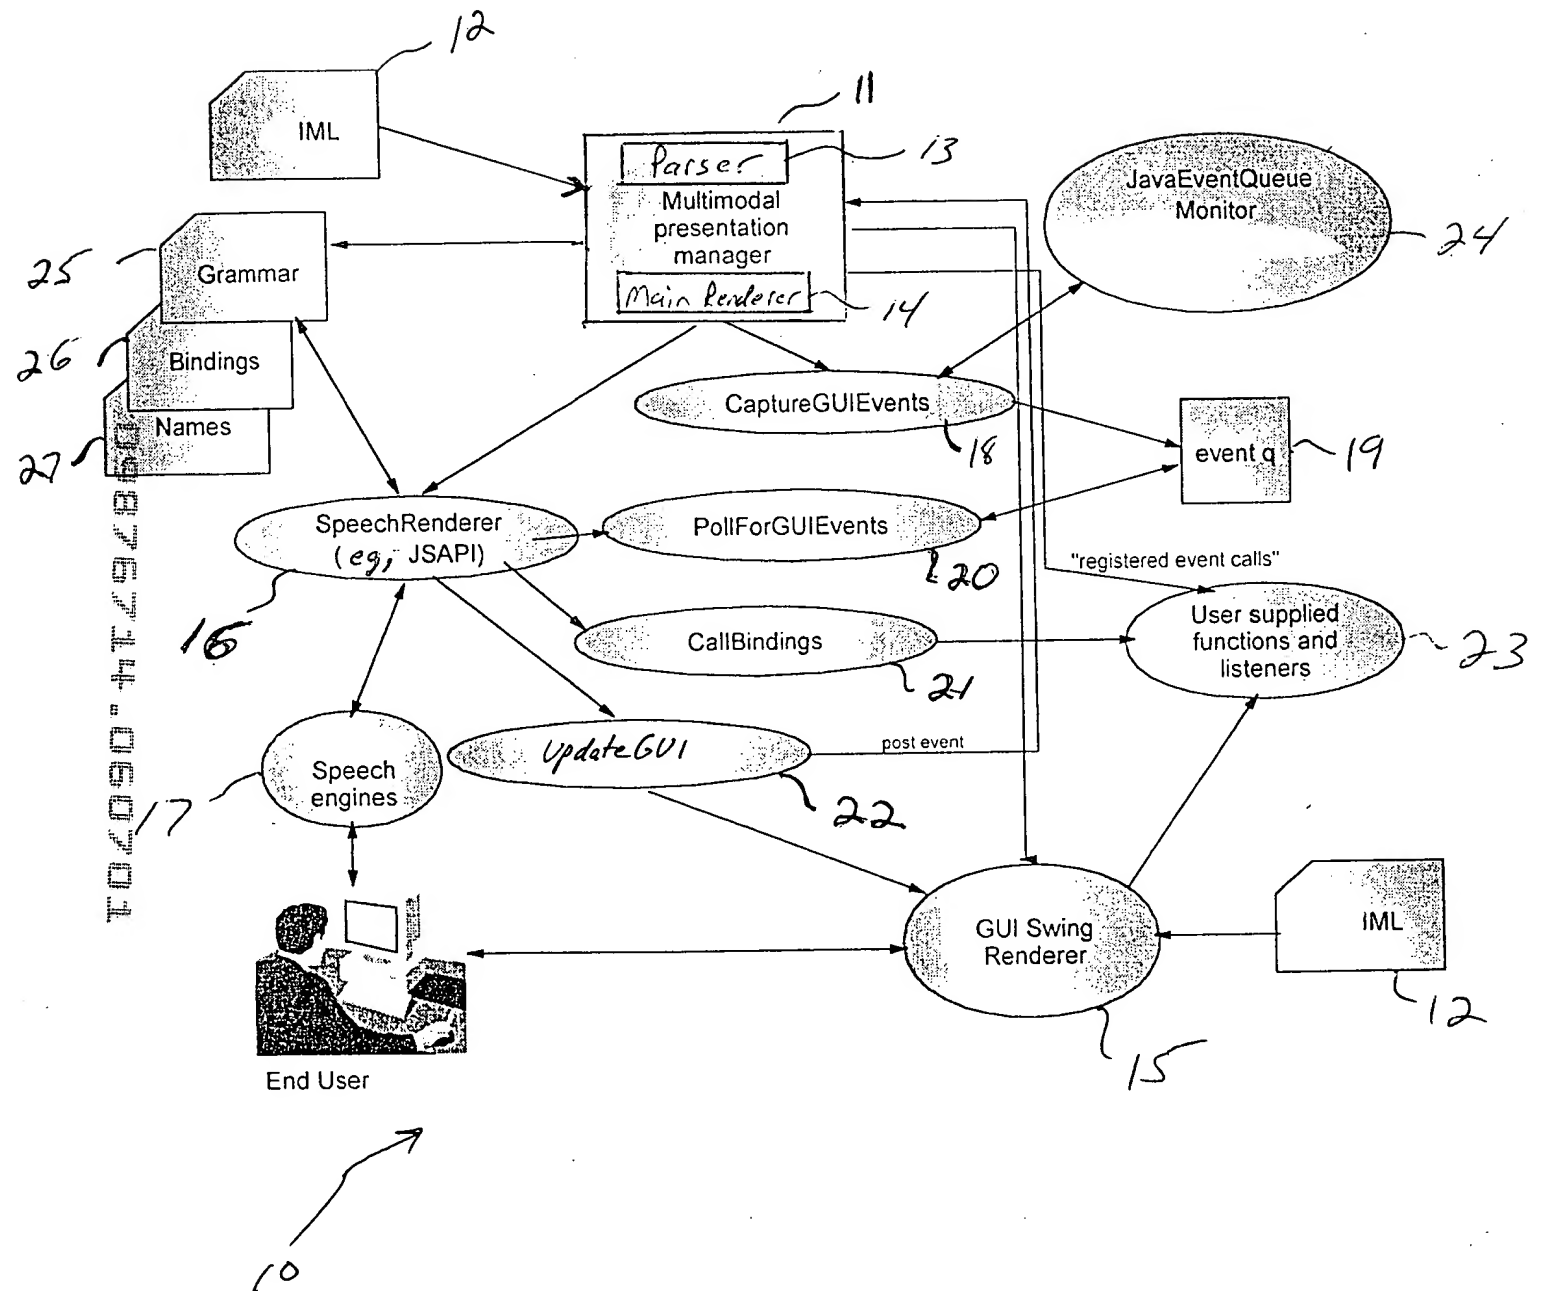 12
IML
11
Parser
13
Multimodal
presentation
manager
Main Renderer
14
JavaEventQueue
Monitor
24
25
Grammar
26
Bindings
27
Names
CaptureGUIEvents
18
event q
19
SpeechRenderer
(eg, JSAPI)
16
PollForGUIEvents
20
"registered event calls"
User supplied
functions and
listeners
23
CallBindings
21
UpdateGUI
post event
22
Speech
engines
17
GUI Swing
Renderer
15
IML
12
End User
10
09876714.060701